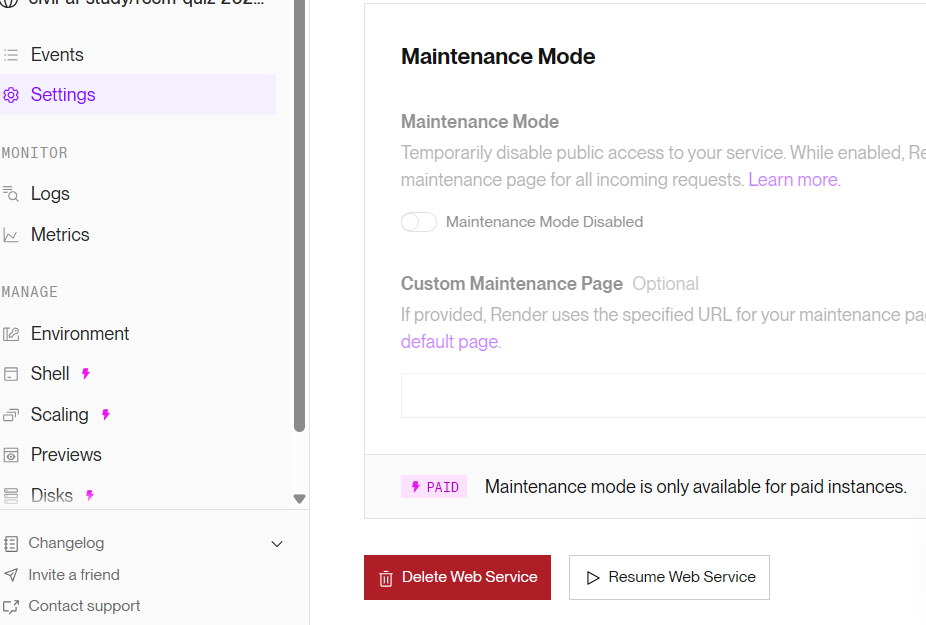 Events
Settings
MONITOR
Logs
Metrics
MANAGE
Environment
Shell
Scaling
Previews
Disks
Changelog
Invite a friend
Contact support
Maintenance Mode
Maintenance Mode
Temporarily disable public access to your service. While enabled, Re
maintenance page for all incoming requests. Learn more.
Maintenance Mode Disabled
Custom Maintenance Page Optional
If provided, Render uses the specified URL for your maintenance pa
default page.
PAID Maintenance mode is only available for paid instances.
Delete Web Service Resume Web Service